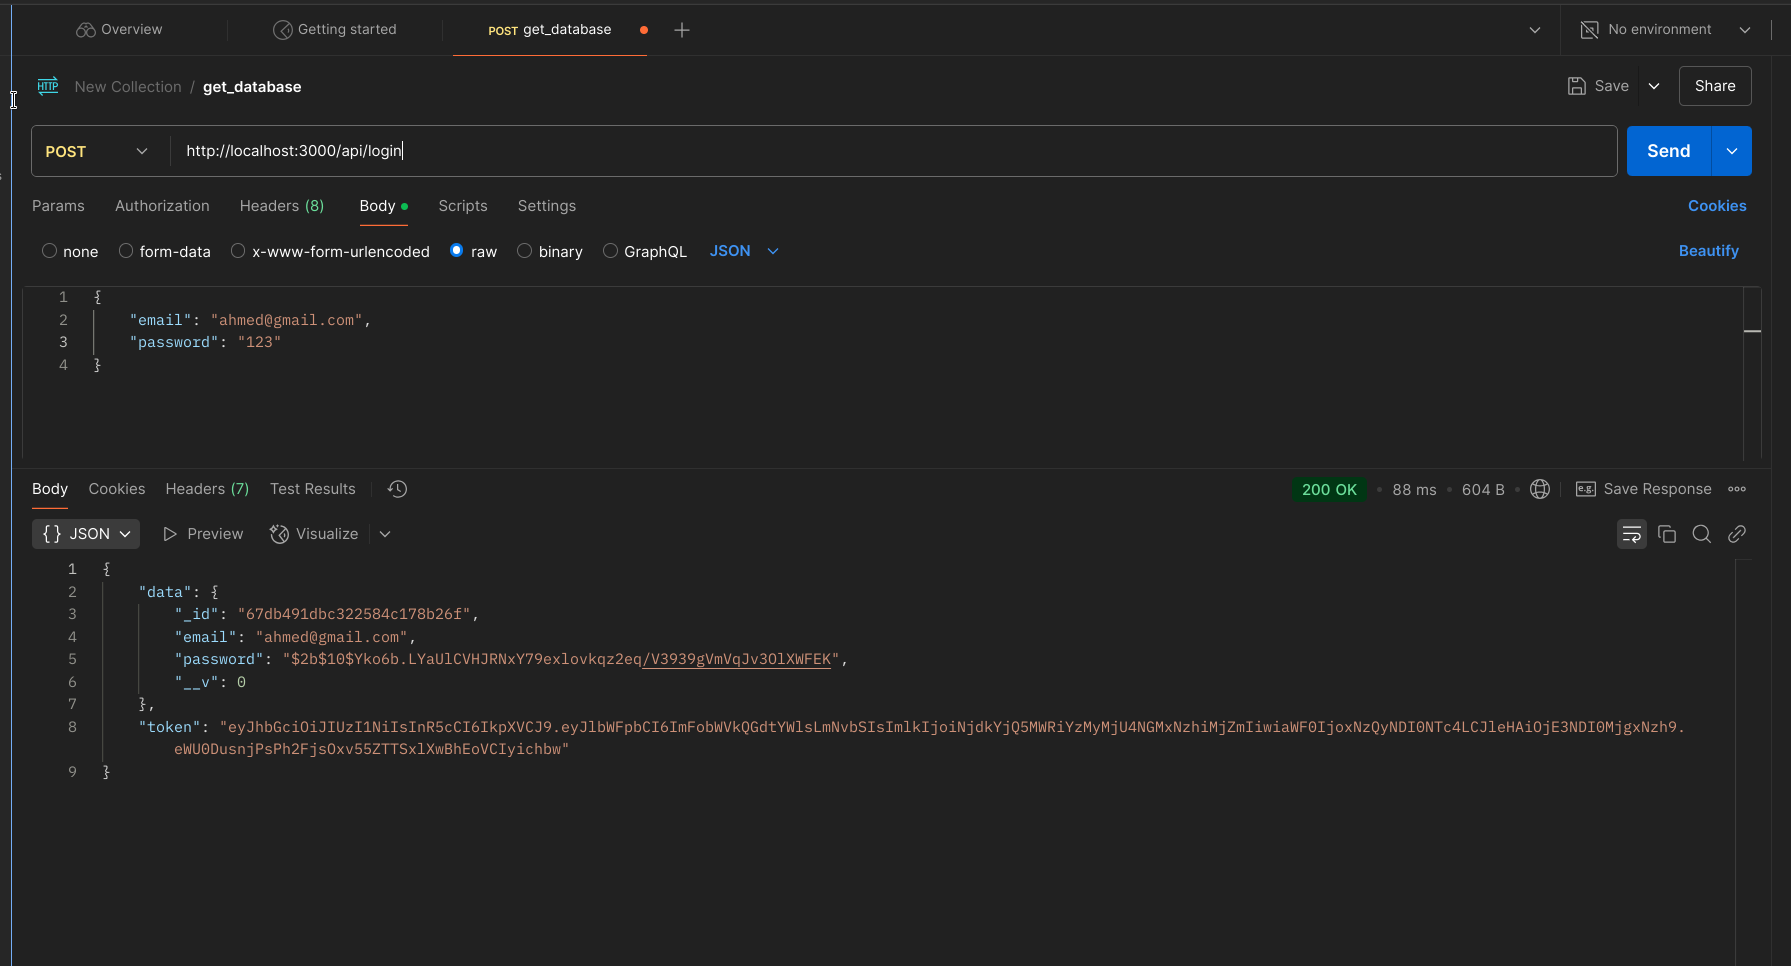 Overview
Getting started
POST get_database
No environment
HTTP
New Collection / get_database
Save
Share
POST
http://localhost:3000/api/login
Send
Params
Authorization
Headers (8)
Body
Scripts
Settings
Cookies
none
form-data
x-www-form-urlencoded
raw
binary
GraphQL
JSON
Beautify
1 {
2 "email": "ahmed@gmail.com",
3 "password": "123"
4 }
Body
Cookies
Headers (7)
Test Results
200 OK
88 ms
604 B
e.g.
Save Response
{} JSON
Preview
Visualize
1 {
2 "data": {
3 "_id": "67db491dbc322584c178b26f",
4 "email": "ahmed@gmail.com",
5 "password": "$2b$10$Yko6b.LYaUlCVHJRNxY79exlovkqz2eq/V3939gVmVqJv3OlXWFEK",
6 "__v": 0
7 },
8 "token": "eyJhbGciOiJIUzI1NiIsInR5cCI6IkpXVCJ9.eyJlbWFpbCI6ImFobWVkQGdtYWlsLmNvbSIsImlkIjoiNjdkYjQ5MWRiYzMyMjU4NGMxNzhiMjZmIiwiaWF0IjoxNzQyNDI0NTc4LCJleHAiOjE3NDI0MjgxNzh9.
eWU0DusnjPsPh2FjsOxv55ZTTSxlXwBhEoVCIyichbw"
9 }